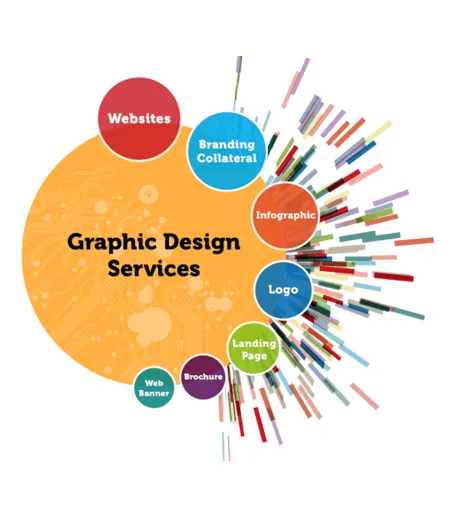 Websites
Branding
Collateral
Infographic
Graphic Design
Services
Logo
Landing
Page
Brochure
Web
Banner